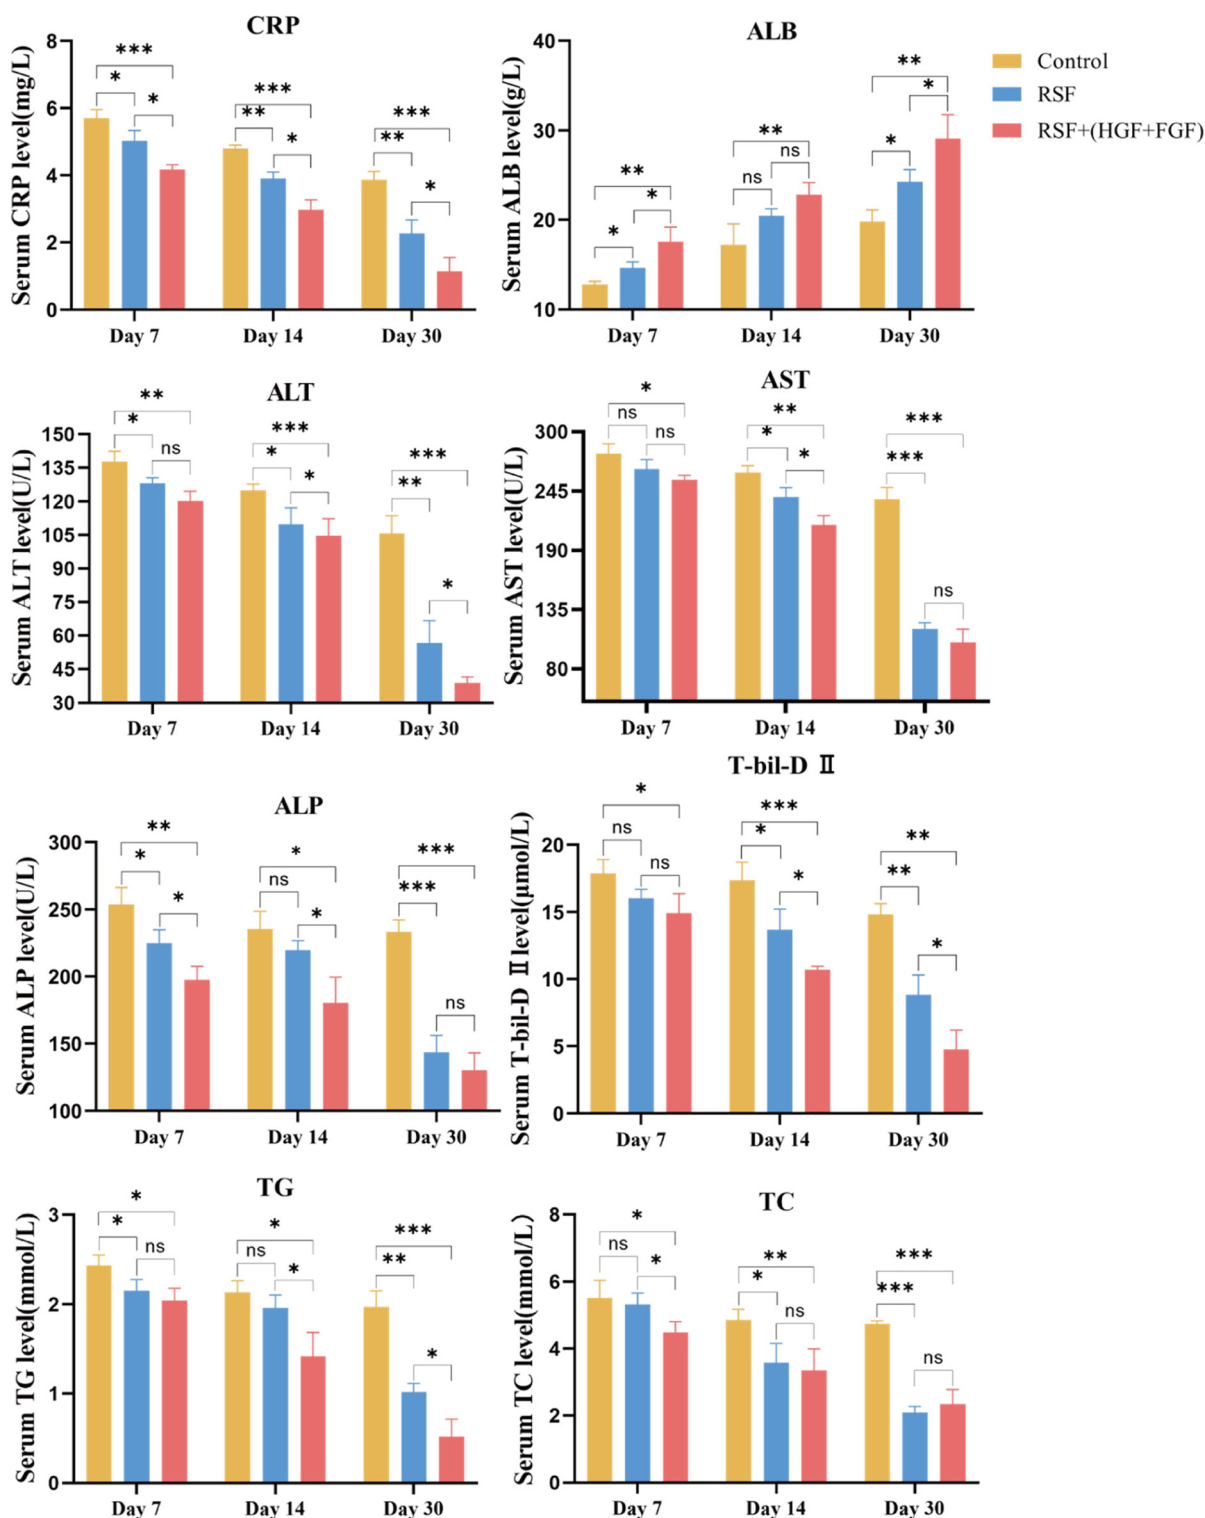 CRP
Serum CRP level(mg/L)
8
6
4
2
0
***
*
*
***
**
*
***
**
*
Day 7
Day 14
Day 30
ALB
Serum ALB level(g/L)
40
30
20
10
**
*
*
**
ns
ns
**
*
*
Day 7
Day 14
Day 30
Control
RSF
RSF+(HGF+FGF)
ALT
Serum ALT level(U/L)
150
135
120
105
90
75
60
45
30
**
*
ns
***
*
*
***
**
*
Day 7
Day 14
Day 30
AST
Serum AST level(U/L)
300
245
190
135
80
*
ns
ns
**
*
*
***
***
ns
Day 7
Day 14
Day 30
ALP
Serum ALP level(U/L)
300
250
200
150
100
**
*
*
*
ns
*
***
***
ns
Day 7
Day 14
Day 30
T-bil-D Ⅱ
Serum T-bil-D Ⅱ level(μmol/L)
20
15
10
5
0
*
ns
ns
***
*
*
**
**
*
Day 7
Day 14
Day 30
TG
Serum TG level(mmol/L)
3
2
1
0
*
*
ns
*
ns
*
***
**
*
Day 7
Day 14
Day 30
TC
Serum TC level(mmol/L)
8
6
4
2
0
*
ns
*
**
*
ns
***
***
ns
Day 7
Day 14
Day 30